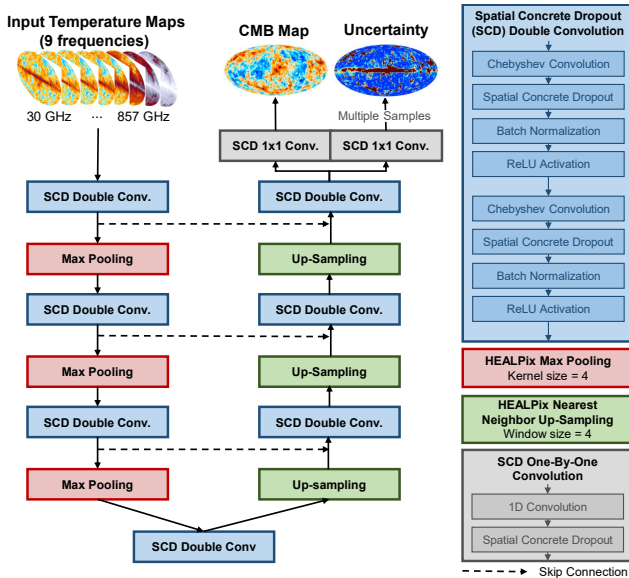 Input Temperature Maps
(9 frequencies)
30 GHz ... 857 GHz
CMB Map
Uncertainty
Multiple Samples
SCD 1x1 Conv.
SCD 1x1 Conv.
SCD Double Conv.
Max Pooling
SCD Double Conv.
Max Pooling
SCD Double Conv.
Max Pooling
SCD Double Conv
SCD Double Conv.
Up-Sampling
SCD Double Conv.
Up-Sampling
SCD Double Conv.
Up-sampling
Spatial Concrete Dropout
(SCD) Double Convolution
Chebyshev Convolution
Spatial Concrete Dropout
Batch Normalization
ReLU Activation
Chebyshev Convolution
Spatial Concrete Dropout
Batch Normalization
ReLU Activation
HEALPix Max Pooling
Kernel size = 4
HEALPix Nearest
Neighbor Up-Sampling
Window size = 4
SCD One-By-One
Convolution
1D Convolution
Spatial Concrete Dropout
Skip Connection